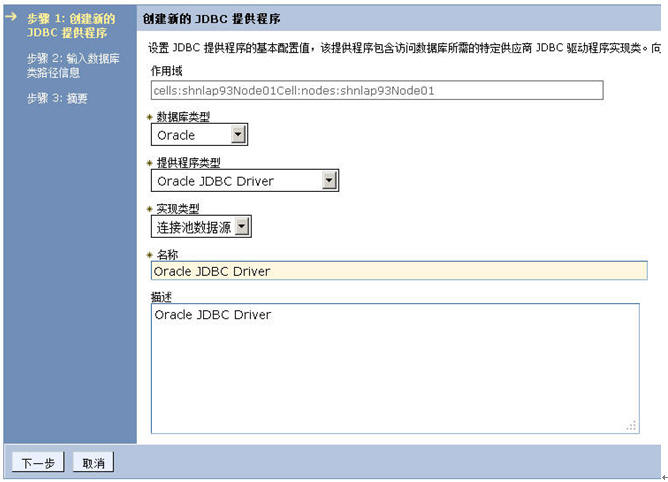 步骤 1: 创建新的
JDBC 提供程序
步骤 2: 输入数据库
类路径信息
步骤 3: 摘要
创建新的 JDBC 提供程序
设置 JDBC 提供程序的基本配置值，该提供程序包含访问数据库所需的特定供应商 JDBC 驱动程序实现类。向
作用域
cells:shnlap93Node01Cell:nodes:shnlap93Node01
* 数据库类型
Oracle
* 提供程序类型
Oracle JDBC Driver
* 实现类型
连接池数据源
* 名称
Oracle JDBC Driver
描述
Oracle JDBC Driver
下一步 取消